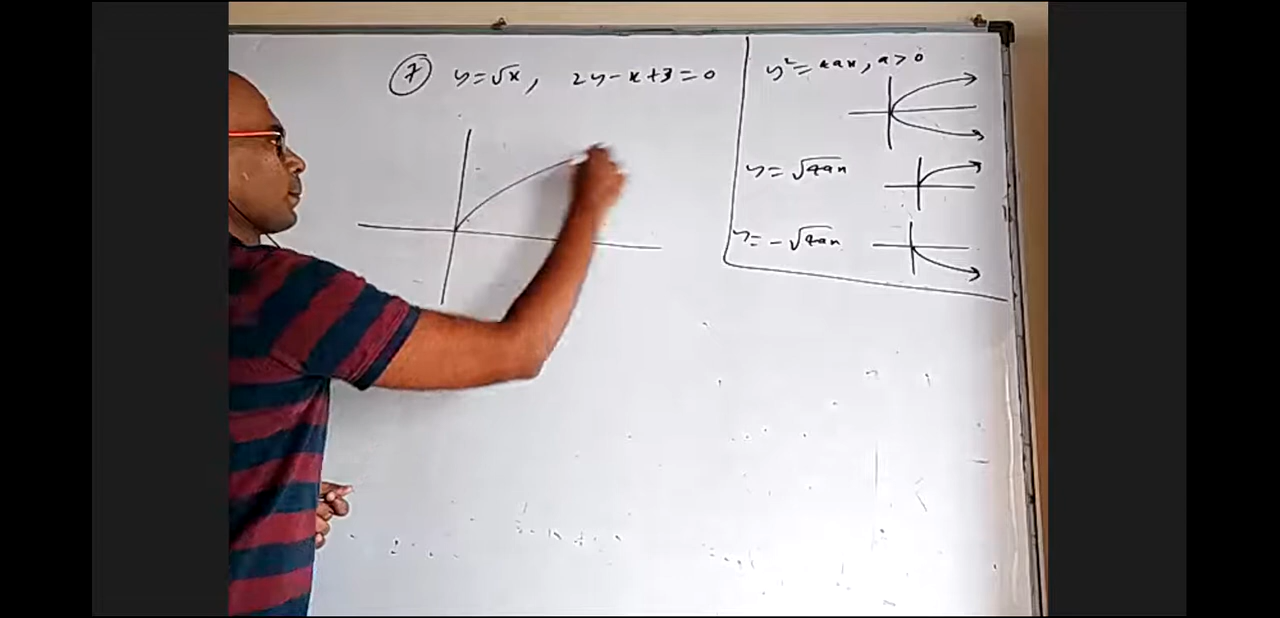 ⑦ y=√x, 2y-x+3=0
y²=4ax, a>0
y=√4ax
y=-√4ax